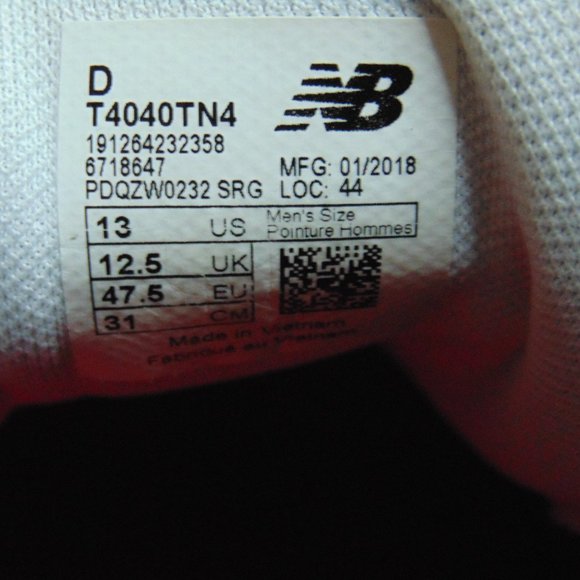 D
T4040TN4
191264232358
6718647
PDQZW0232 SRG
MFG: 01/2018
LOC: 44
NB
13 US Men's Size
Pointure Hommes
12.5 UK
47.5 EU
31 CM
Made in Vietnam
Fabriqué au Vietnam